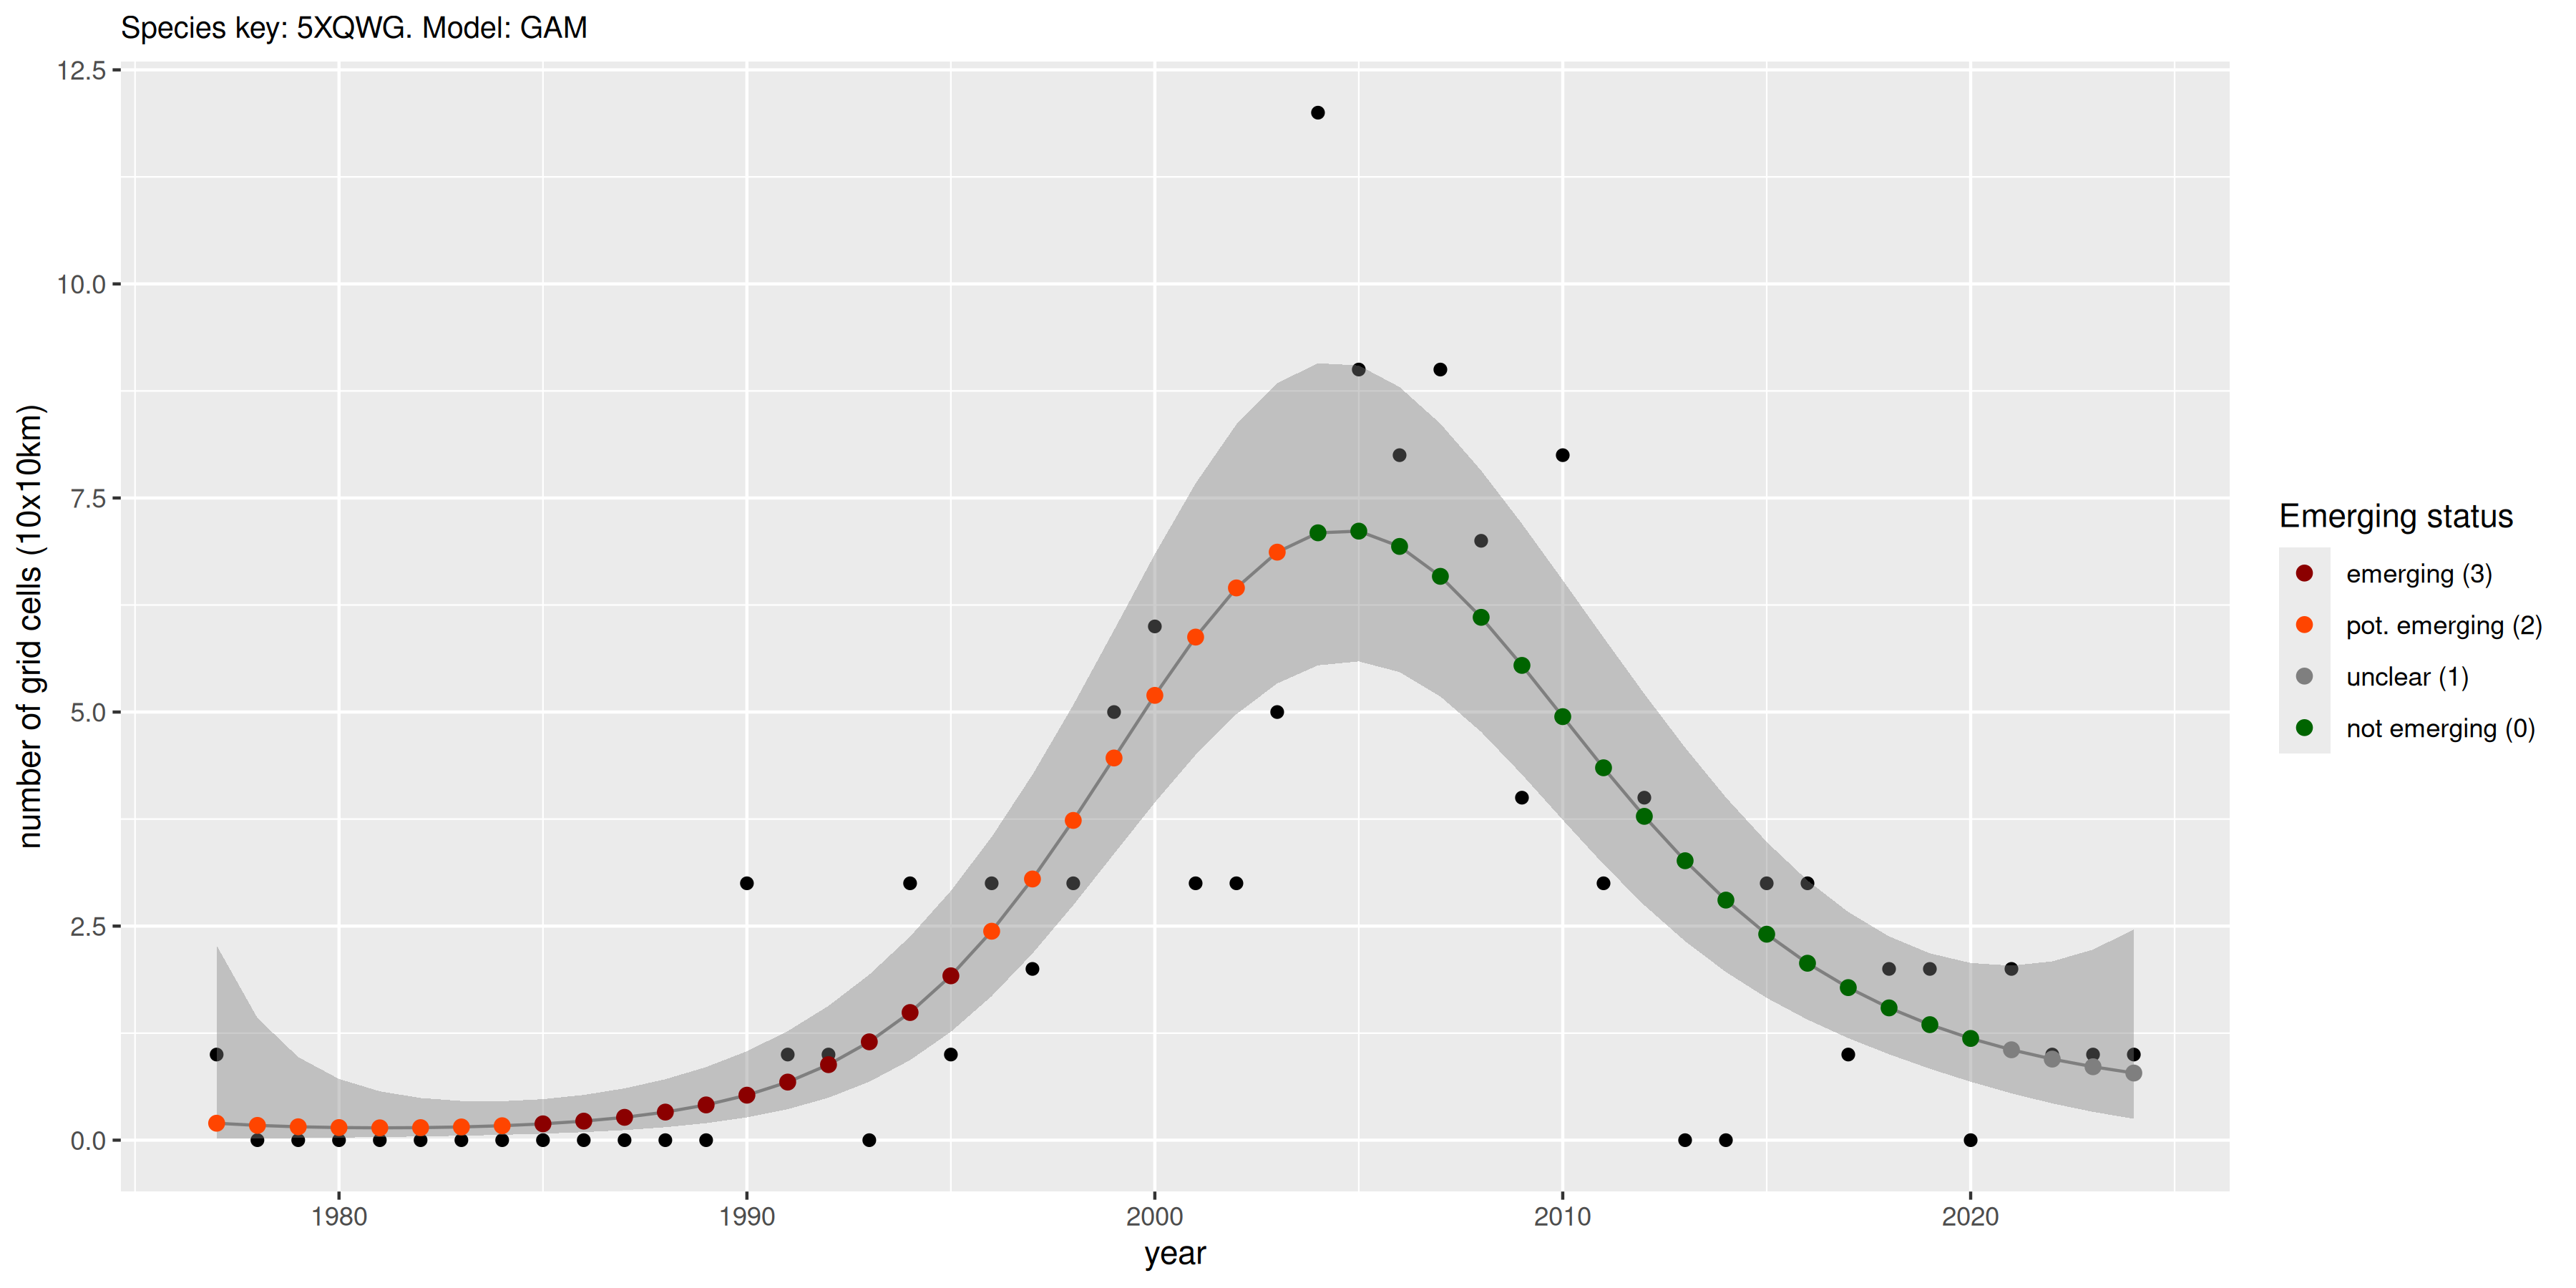 Species key: 5XQWG. Model: GAM
12.5
10.0
7.5
5.0
2.5
0.0
number of grid cells (10x10km)
1980
1990
2000
2010
2020
year
Emerging status
emerging (3)
pot. emerging (2)
unclear (1)
not emerging (0)